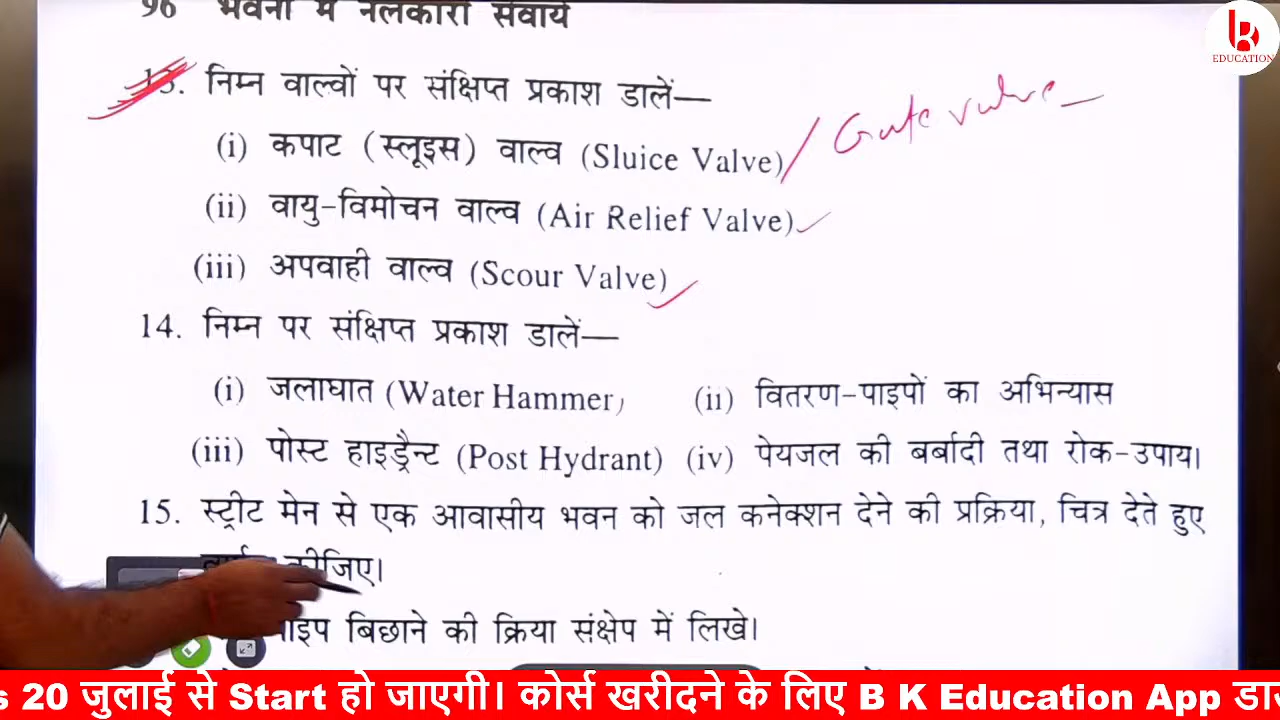 96 भवनों में नलकारी सेवायें
EDUCATION
13. निम्न वाल्वों पर संक्षिप्त प्रकाश डालें—
(i) कपाट (स्लूइस) वाल्व (Sluice Valve) / Gate valve
(ii) वायु-विमोचन वाल्व (Air Relief Valve)
(iii) अपवाही वाल्व (Scour Valve)
14. निम्न पर संक्षिप्त प्रकाश डालें—
(i) जलाघात (Water Hammer) (ii) वितरण-पाइपों का अभिन्यास
(iii) पोस्ट हाइड्रैन्ट (Post Hydrant) (iv) पेयजल की बर्बादी तथा रोक-उपाय।
15. स्ट्रीट मेन से एक आवासीय भवन को जल कनेक्शन देने की प्रक्रिया, चित्र देते हुए
कीजिए।
पाइप बिछाने की क्रिया संक्षेप में लिखे।
s 20 जुलाई से Start हो जाएगी। कोर्स खरीदने के लिए B K Education App डा